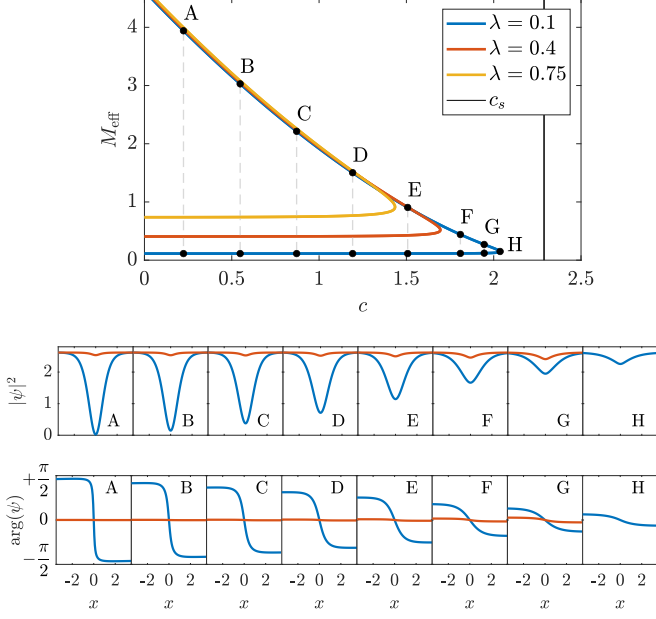 4
3
2
1
0
M_eff
A
B
C
D
E
F
G
H
λ = 0.1
λ = 0.4
λ = 0.75
c_s
0 0.5 1 1.5 2 2.5
c
|ψ|²
2
0
A B C D E F G H
arg(ψ)
+π/2
0
−π/2
A B C D E F G H
-2 0 2 -2 0 2 -2 0 2 -2 0 2 -2 0 2 -2 0 2 -2 0 2 -2 0 2
x x x x x x x x